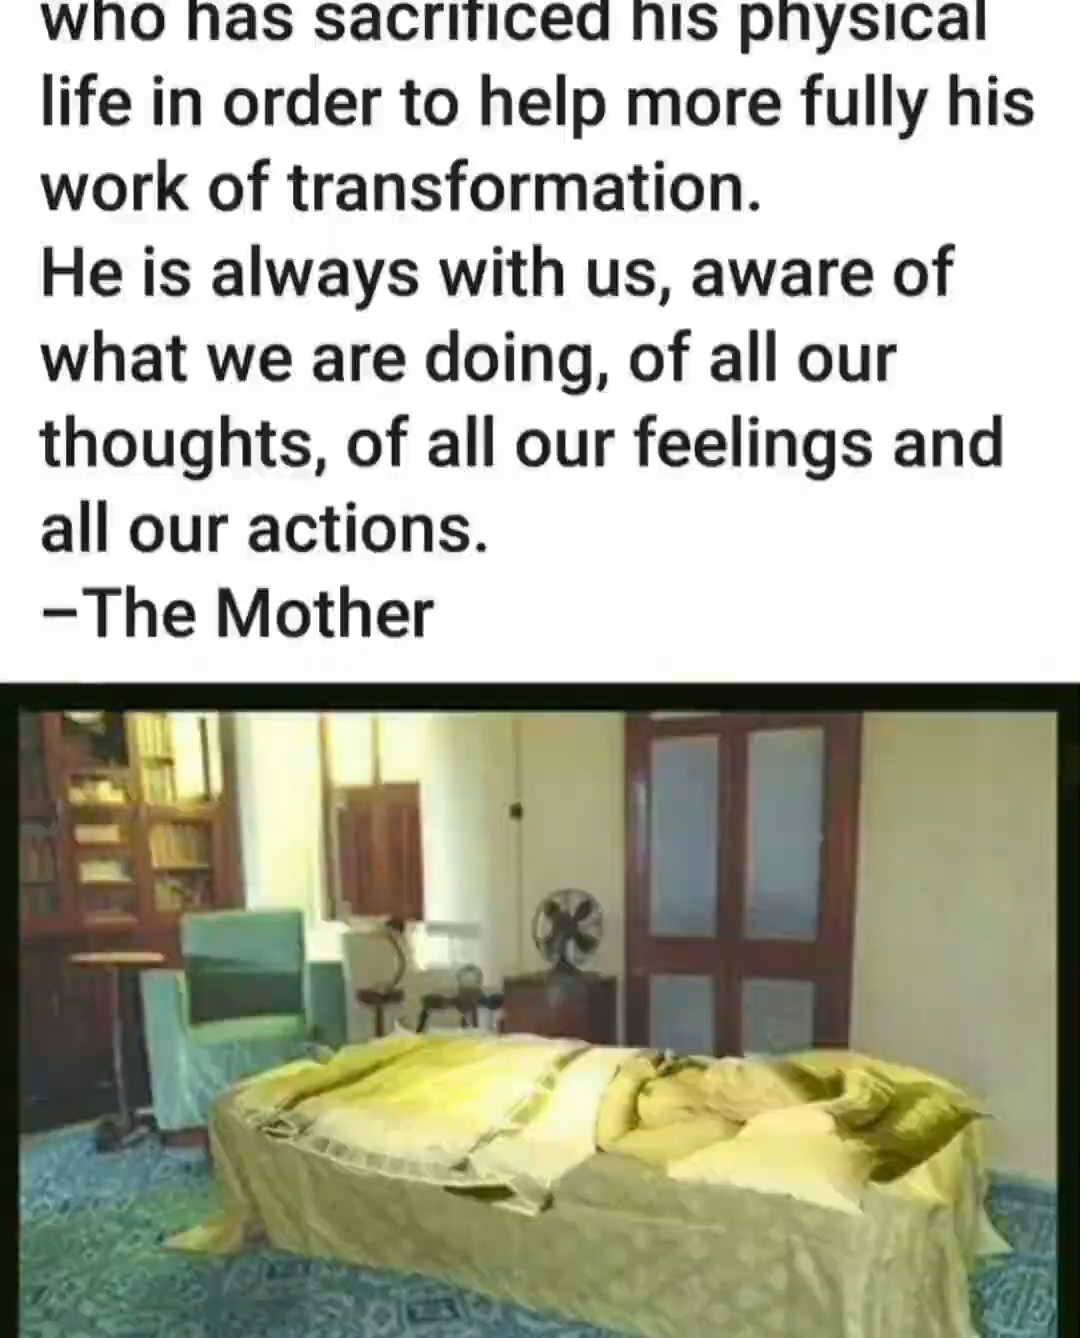 who has sacrificed his physical
life in order to help more fully his
work of transformation.
He is always with us, aware of
what we are doing, of all our
thoughts, of all our feelings and
all our actions.
–The Mother